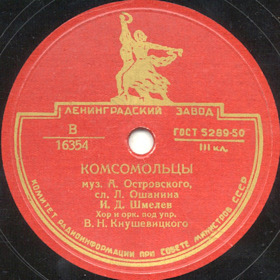 ЛЕНИНГРАДСКИЙ ЗАВОД
В
16354
ГОСТ 5289-50
III кл.
КОМСОМОЛЬЦЫ
муз. А. Островского,
сл. Л. Ошанина
И. Д. Шмелев
Хор и орк. под упр.
В. Н. Кнушевицкого
КОМИТЕТ РАДИОИНФОРМАЦИИ ПРИ СОВЕТЕ МИНИСТРОВ СССР